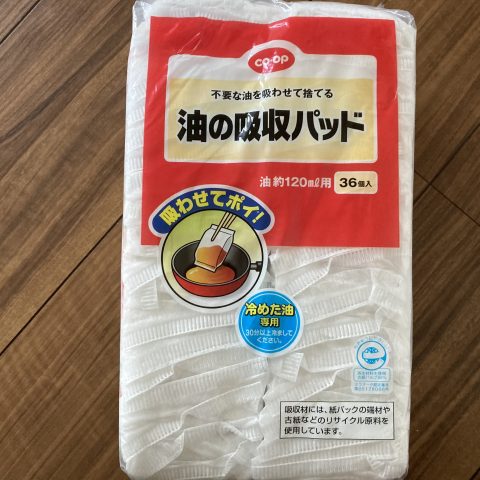 CO·OP
不要な油を吸わせて捨てる
油の吸収パッド
油 約120mℓ用 36個入
吸わせてポイ!
冷めた油
専用
30分以上冷まして
ください。
吸収材には、紙パックの端材や
古紙などのリサイクル原料を
使用しています。